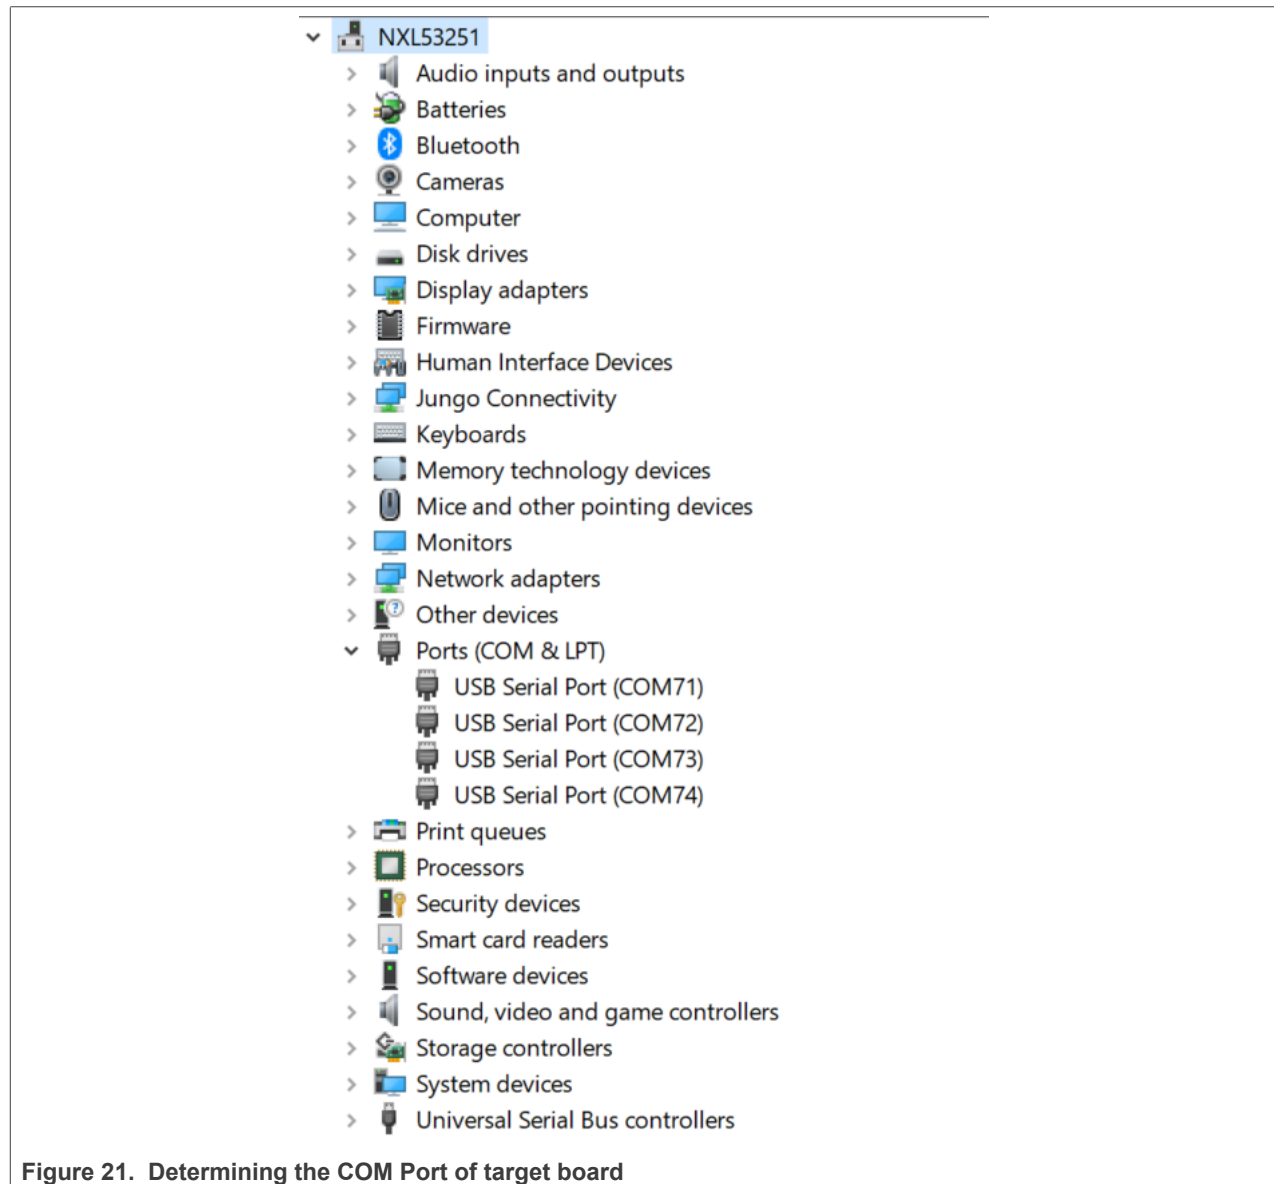 NXL53251
Audio inputs and outputs
Batteries
Bluetooth
Cameras
Computer
Disk drives
Display adapters
Firmware
Human Interface Devices
Jungo Connectivity
Keyboards
Memory technology devices
Mice and other pointing devices
Monitors
Network adapters
Other devices
Ports (COM & LPT)
USB Serial Port (COM71)
USB Serial Port (COM72)
USB Serial Port (COM73)
USB Serial Port (COM74)
Print queues
Processors
Security devices
Smart card readers
Software devices
Sound, video and game controllers
Storage controllers
System devices
Universal Serial Bus controllers
Figure 21. Determining the COM Port of target board